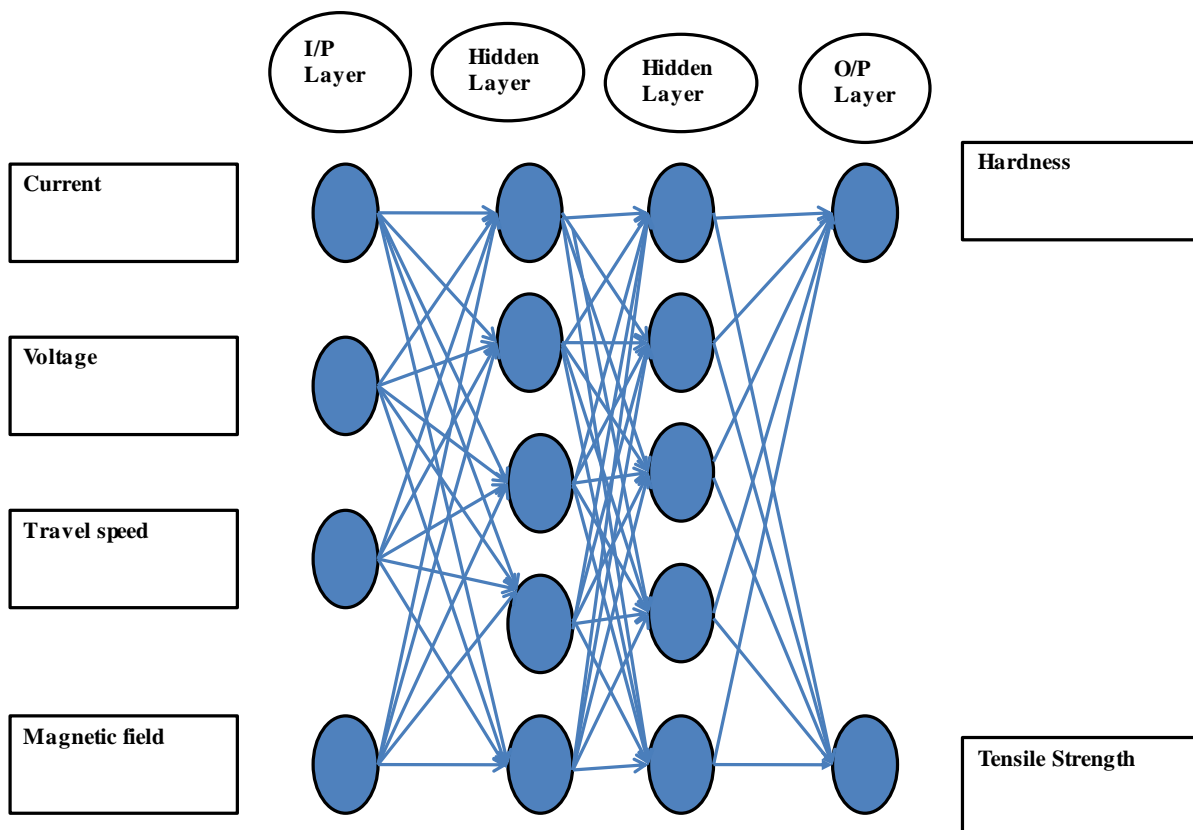 I/P
Layer
Hidden
Layer
Hidden
Layer
O/P
Layer
Current
Hardness
Voltage
Travel speed
Magnetic field
Tensile Strength